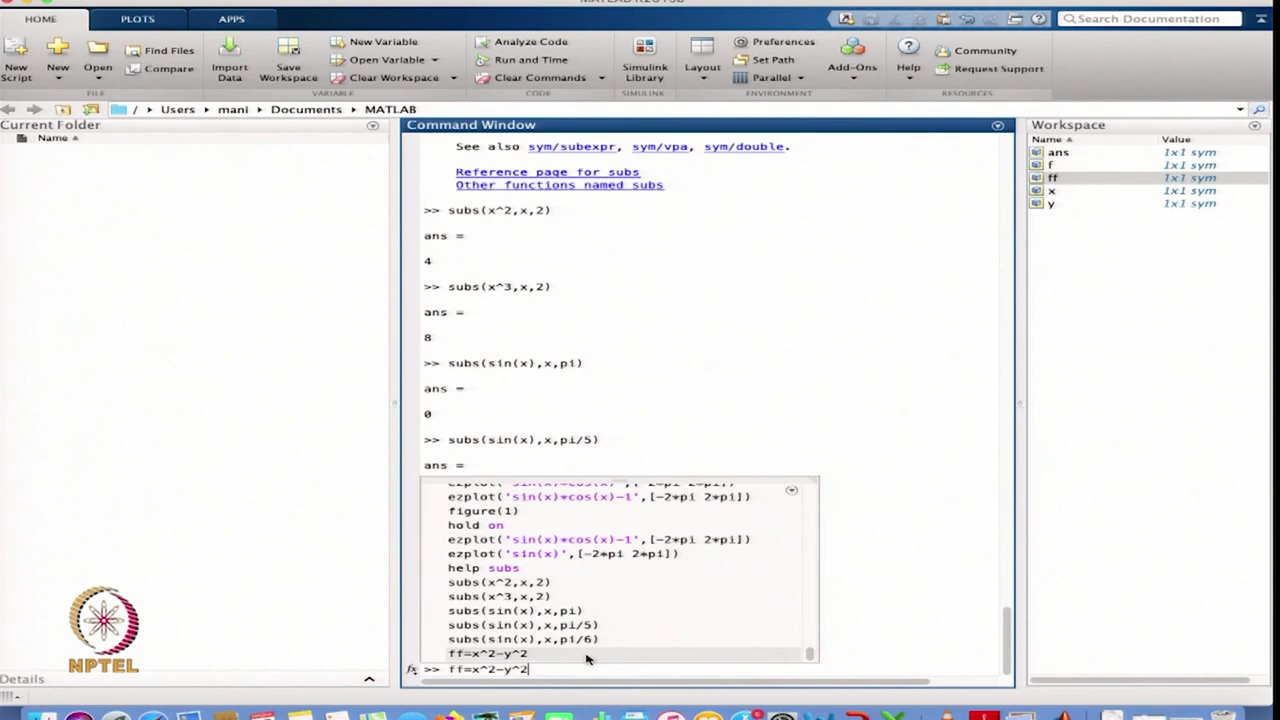 HOME PLOTS APPS Search Documentation
New Script
New
Open
Find Files
Compare
FILE
Import Data
Save Workspace
New Variable
Open Variable
Clear Workspace
VARIABLE
Analyze Code
Run and Time
Clear Commands
CODE
Simulink Library
SIMULINK
Layout
Preferences
Set Path
Parallel
ENVIRONMENT
Add-Ons
Help
Community
Request Support
RESOURCES
/ Users mani Documents MATLAB
Current Folder
Name
Details
Command Window
See also sym/subexpr, sym/vpa, sym/double.
Reference page for subs
Other functions named subs
>> subs(x^2,x,2)
ans =
4
>> subs(x^3,x,2)
ans =
8
>> subs(sin(x),x,pi)
ans =
0
>> subs(sin(x),x,pi/5)
ans =
ezplot('sin(x)*cos(x)-1',[-2*pi 2*pi])
figure(1)
hold on
ezplot('sin(x)*cos(x)-1',[-2*pi 2*pi])
ezplot('sin(x)',[-2*pi 2*pi])
help subs
subs(x^2,x,2)
subs(x^3,x,2)
subs(sin(x),x,pi)
subs(sin(x),x,pi/5)
subs(sin(x),x,pi/6)
ff=x^2-y^2
fx >> ff=x^2-y^2
Workspace
Name Value
ans 1x1 sym
f 1x1 sym
ff 1x1 sym
x 1x1 sym
y 1x1 sym
NPTEL